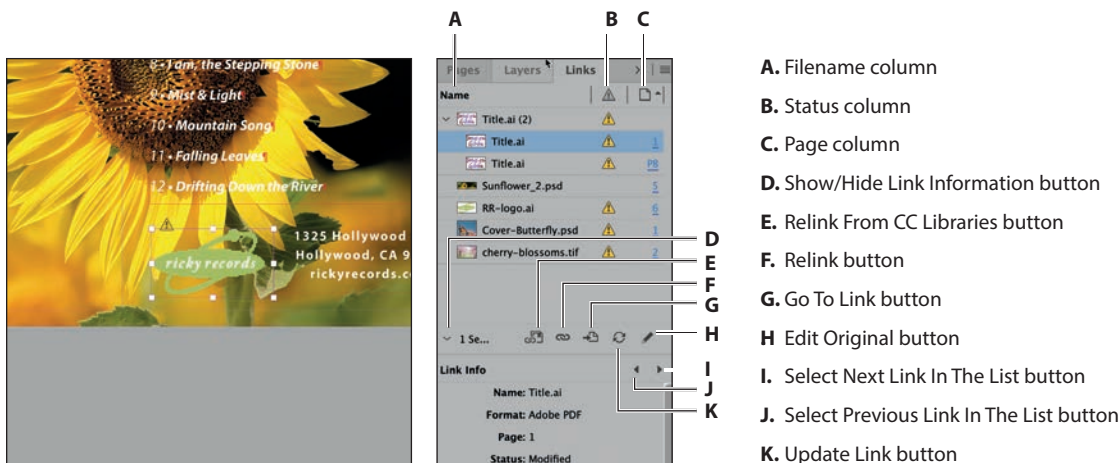 A
B
C
8 • I am, the Stepping Stone
9 • Mist & Light
10 • Mountain Song
11 • Falling Leaves
12 • Drifting Down the River
ricky records
1325 Hollywood
Hollywood, CA 9
rickyrecords.c
Pages Layers Links
Name
Title.ai (2)
Title.ai 1
Title.ai P8
Sunflower_2.psd 5
RR-logo.ai 6
Cover-Butterfly.psd 1
cherry-blossoms.tif 2
D
E
F
G
H
I
J
K
1 Se...
Link Info
Name: Title.ai
Format: Adobe PDF
Page: 1
Status: Modified
A. Filename column
B. Status column
C. Page column
D. Show/Hide Link Information button
E. Relink From CC Libraries button
F. Relink button
G. Go To Link button
H Edit Original button
I. Select Next Link In The List button
J. Select Previous Link In The List button
K. Update Link button